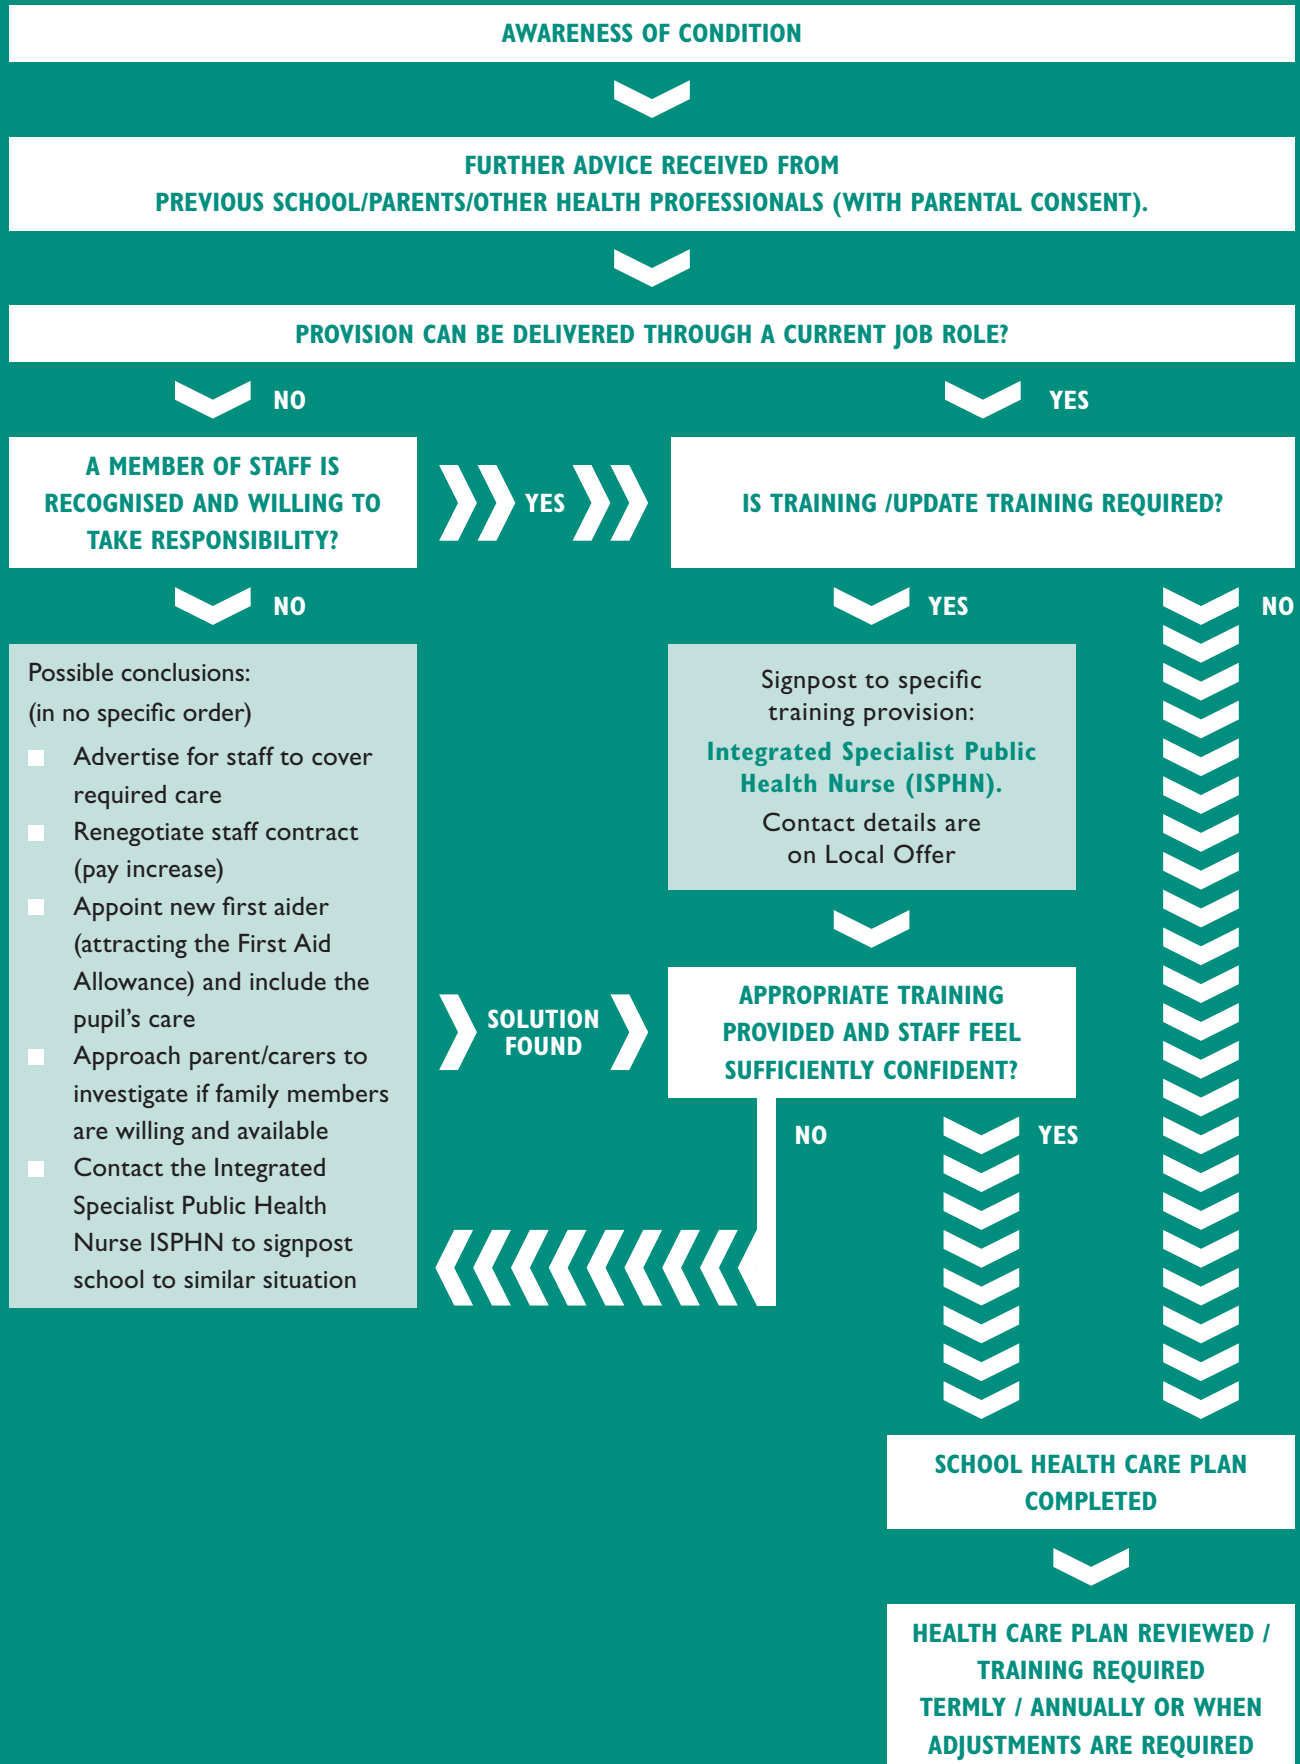 AWARENESS OF CONDITION
FURTHER ADVICE RECEIVED FROM
PREVIOUS SCHOOL/PARENTS/OTHER HEALTH PROFESSIONALS (WITH PARENTAL CONSENT).
PROVISION CAN BE DELIVERED THROUGH A CURRENT JOB ROLE?
NO
YES
A MEMBER OF STAFF IS
RECOGNISED AND WILLING TO
TAKE RESPONSIBILITY?
YES
IS TRAINING /UPDATE TRAINING REQUIRED?
NO
YES
NO
Possible conclusions:
(in no specific order)
Advertise for staff to cover
required care
Renegotiate staff contract
(pay increase)
Appoint new first aider
(attracting the First Aid
Allowance) and include the
pupil's care
Approach parent/carers to
investigate if family members
are willing and available
Contact the Integrated
Specialist Public Health
Nurse ISPHN to signpost
school to similar situation
Signpost to specific
training provision:
Integrated Specialist Public
Health Nurse (ISPHN).
Contact details are
on Local Offer
SOLUTION
FOUND
APPROPRIATE TRAINING
PROVIDED AND STAFF FEEL
SUFFICIENTLY CONFIDENT?
NO
YES
SCHOOL HEALTH CARE PLAN
COMPLETED
HEALTH CARE PLAN REVIEWED /
TRAINING REQUIRED
TERMLY / ANNUALLY OR WHEN
ADJUSTMENTS ARE REQUIRED